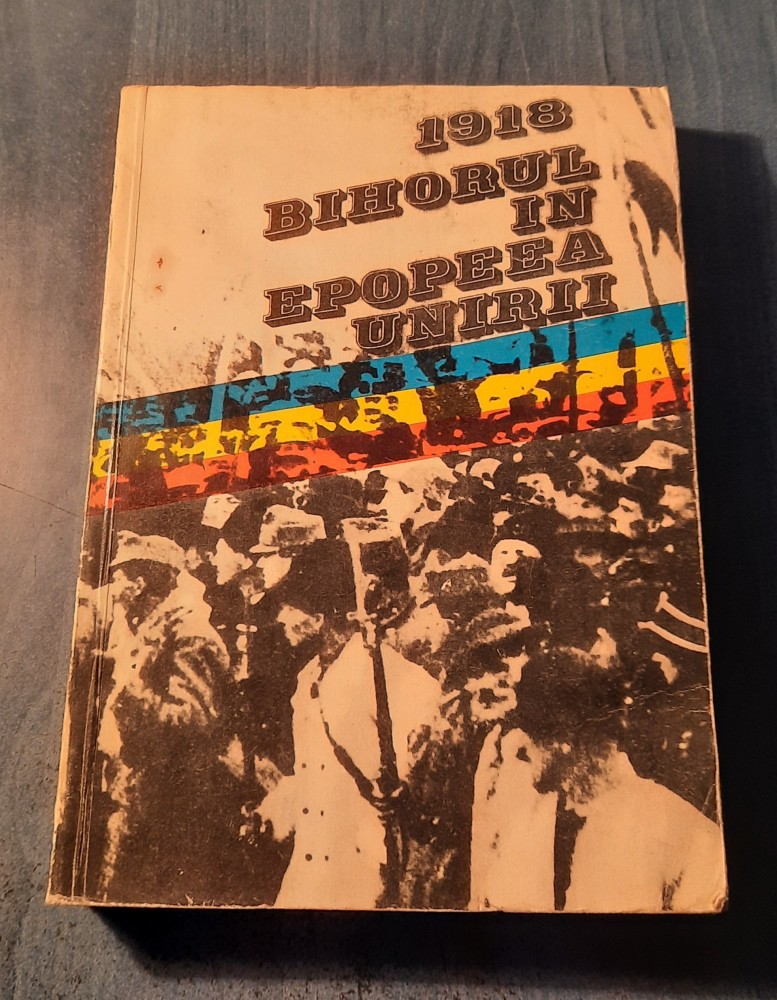 1918
BIHORUL
IN
EPOPEEA
UNIRII